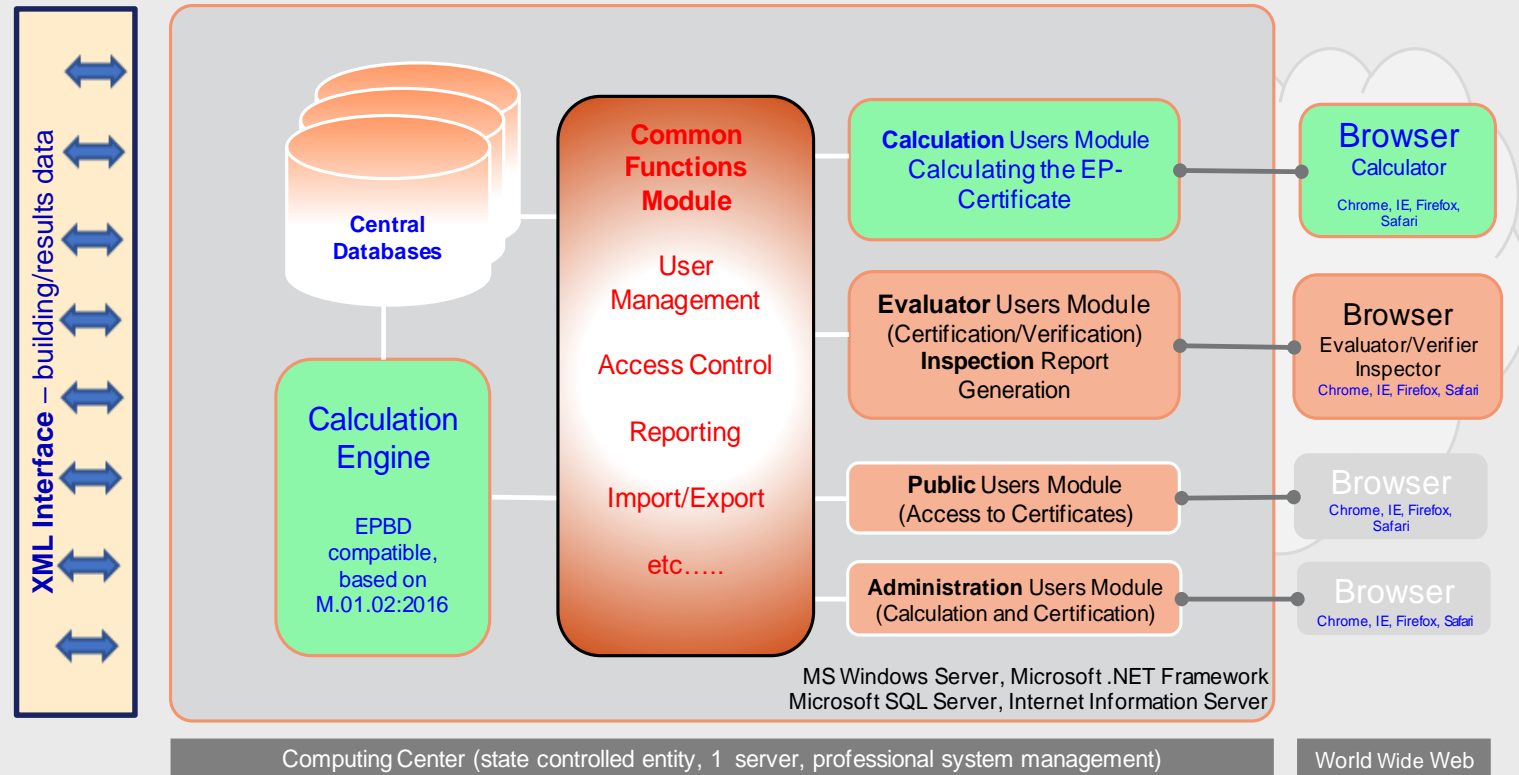 XML Interface – building/results data
Central
Databases
Calculation
Engine
EPBD
compatible,
based on
M.01.02:2016
Common
Functions
Module
User
Management
Access Control
Reporting
Import/Export
etc…..
Calculation Users Module
Calculating the EP-
Certificate
Evaluator Users Module
(Certification/Verification)
Inspection Report
Generation
Public Users Module
(Access to Certificates)
Administration Users Module
(Calculation and Certification)
Browser
Calculator
Chrome, IE, Firefox,
Safari
Browser
Evaluator/Verifier
Inspector
Chrome, IE, Firefox, Safari
Browser
Chrome, IE, Firefox,
Safari
Browser
Chrome, IE, Firefox, Safari
MS Windows Server, Microsoft .NET Framework
Microsoft SQL Server, Internet Information Server
Computing Center (state controlled entity, 1 server, professional system management)
World Wide Web